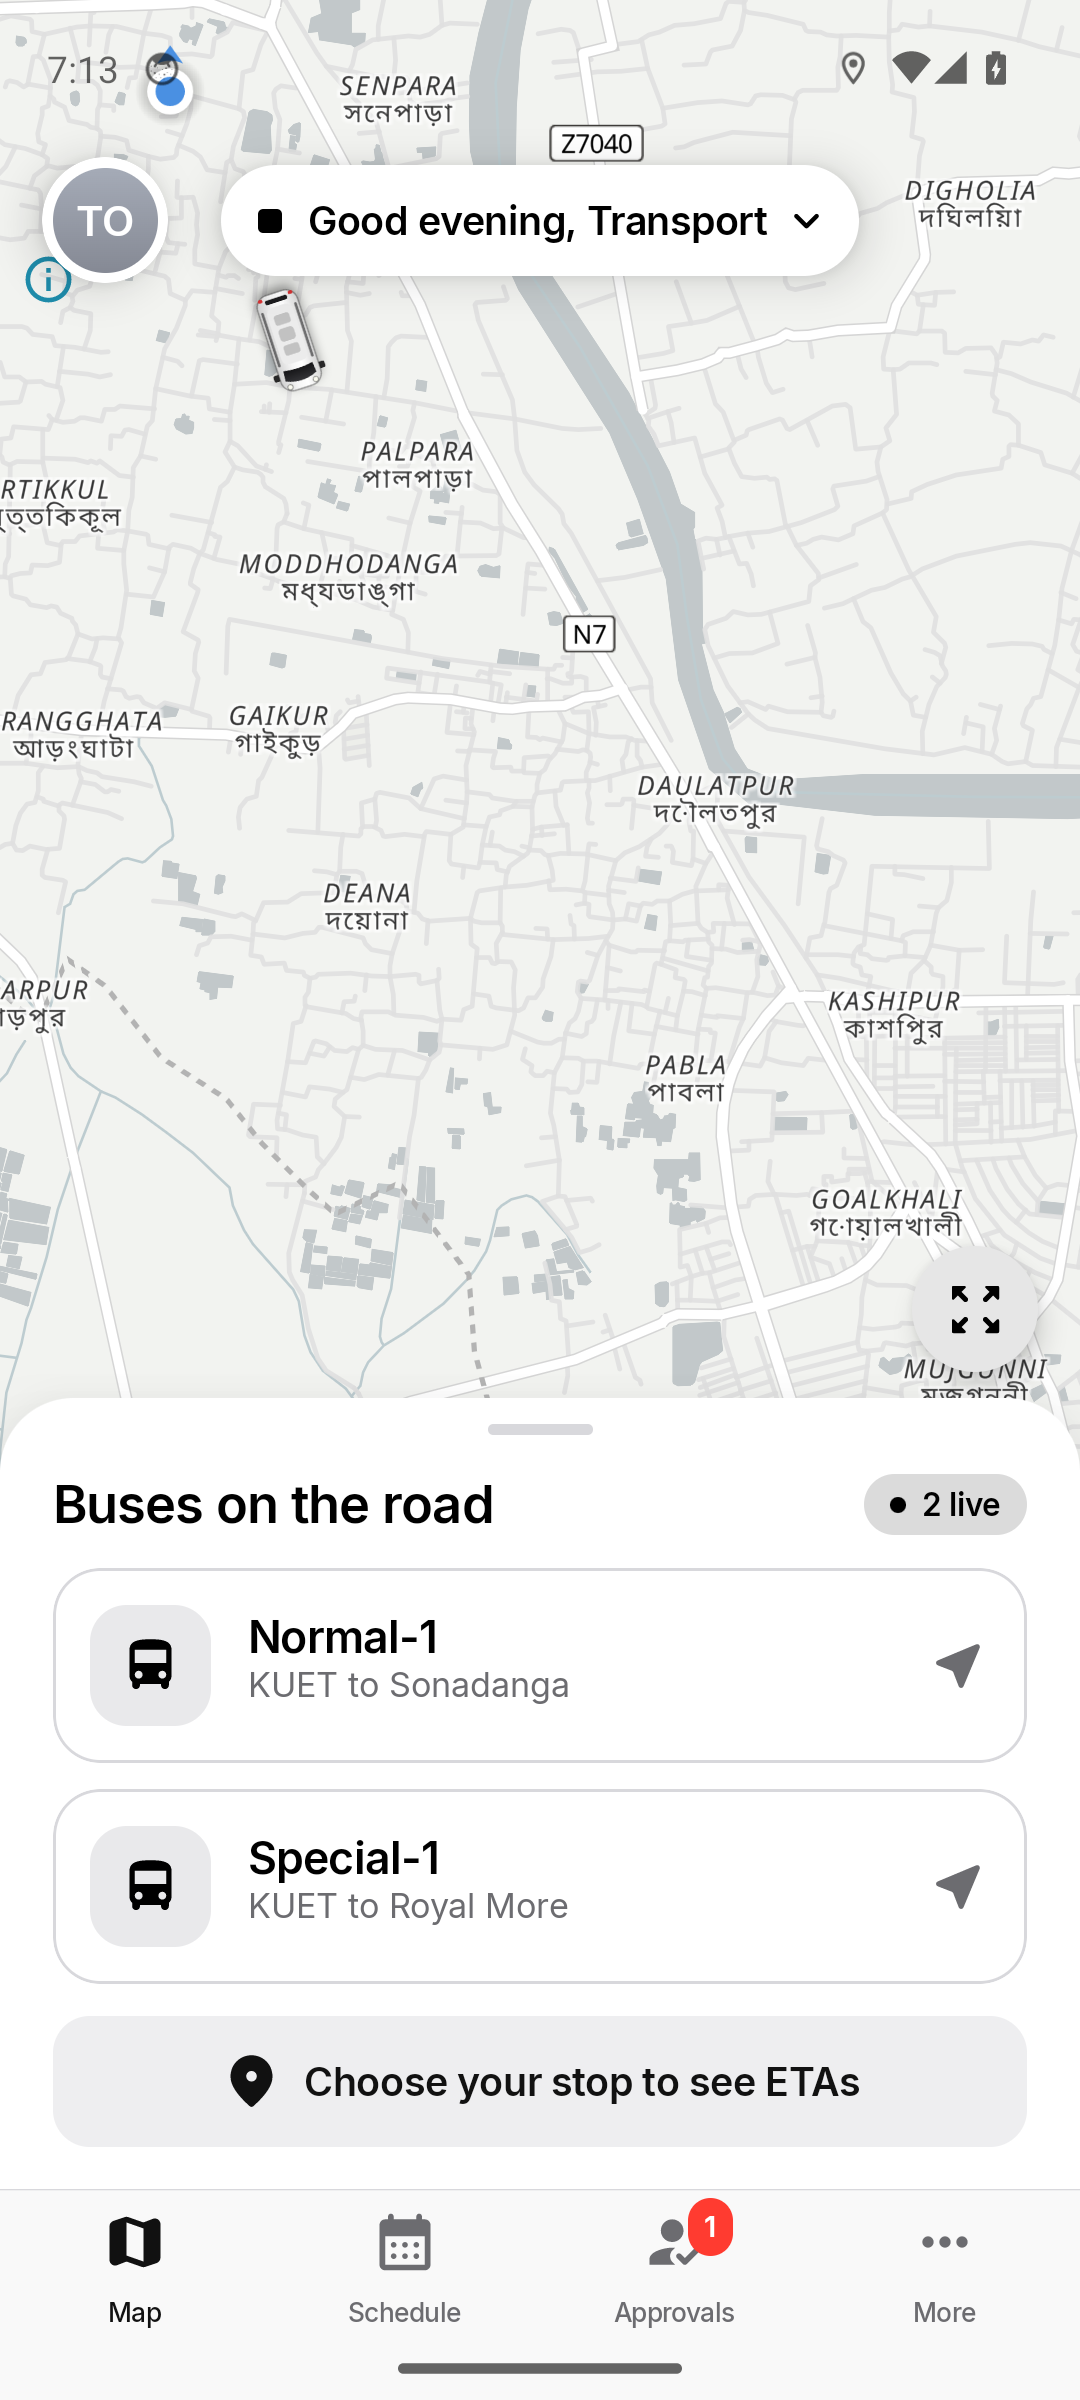 7:13
SENPARA
সেনপাড়া
Z7040
DIGHOLIA
দিঘলিয়া
TO
Good evening, Transport
PALPARA
পালপাড়া
RTIKKUL
MODDHODANGA
মধ্যডাঙ্গা
N7
RANGGHATA
আড়ংঘাটা
GAIKUR
গাইকুড়
DAULATPUR
দৌলতপুর
DEANA
দেয়ানা
ARPUR
KASHIPUR
কাশিপুর
PABLA
পাবলা
GOALKHALI
গোয়ালখালী
MUJGUNNI
Buses on the road
2 live
Normal-1
KUET to Sonadanga
Special-1
KUET to Royal More
Choose your stop to see ETAs
1
Map
Schedule
Approvals
More